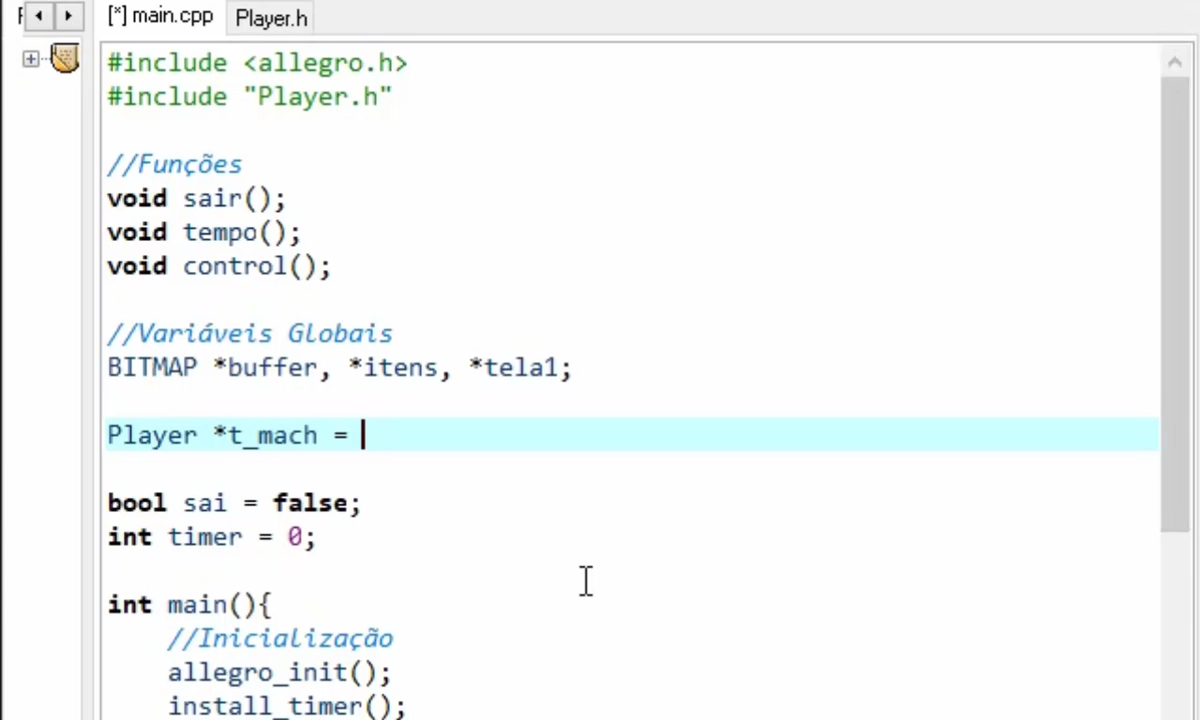 [*] main.cpp
Player.h
#include <allegro.h>
#include "Player.h"
//Funções
void sair();
void tempo();
void control();
//Variáveis Globais
BITMAP *buffer, *itens, *tela1;
Player *t_mach =
bool sai = false;
int timer = 0;
int main(){
//Inicialização
allegro_init();
install_timer();